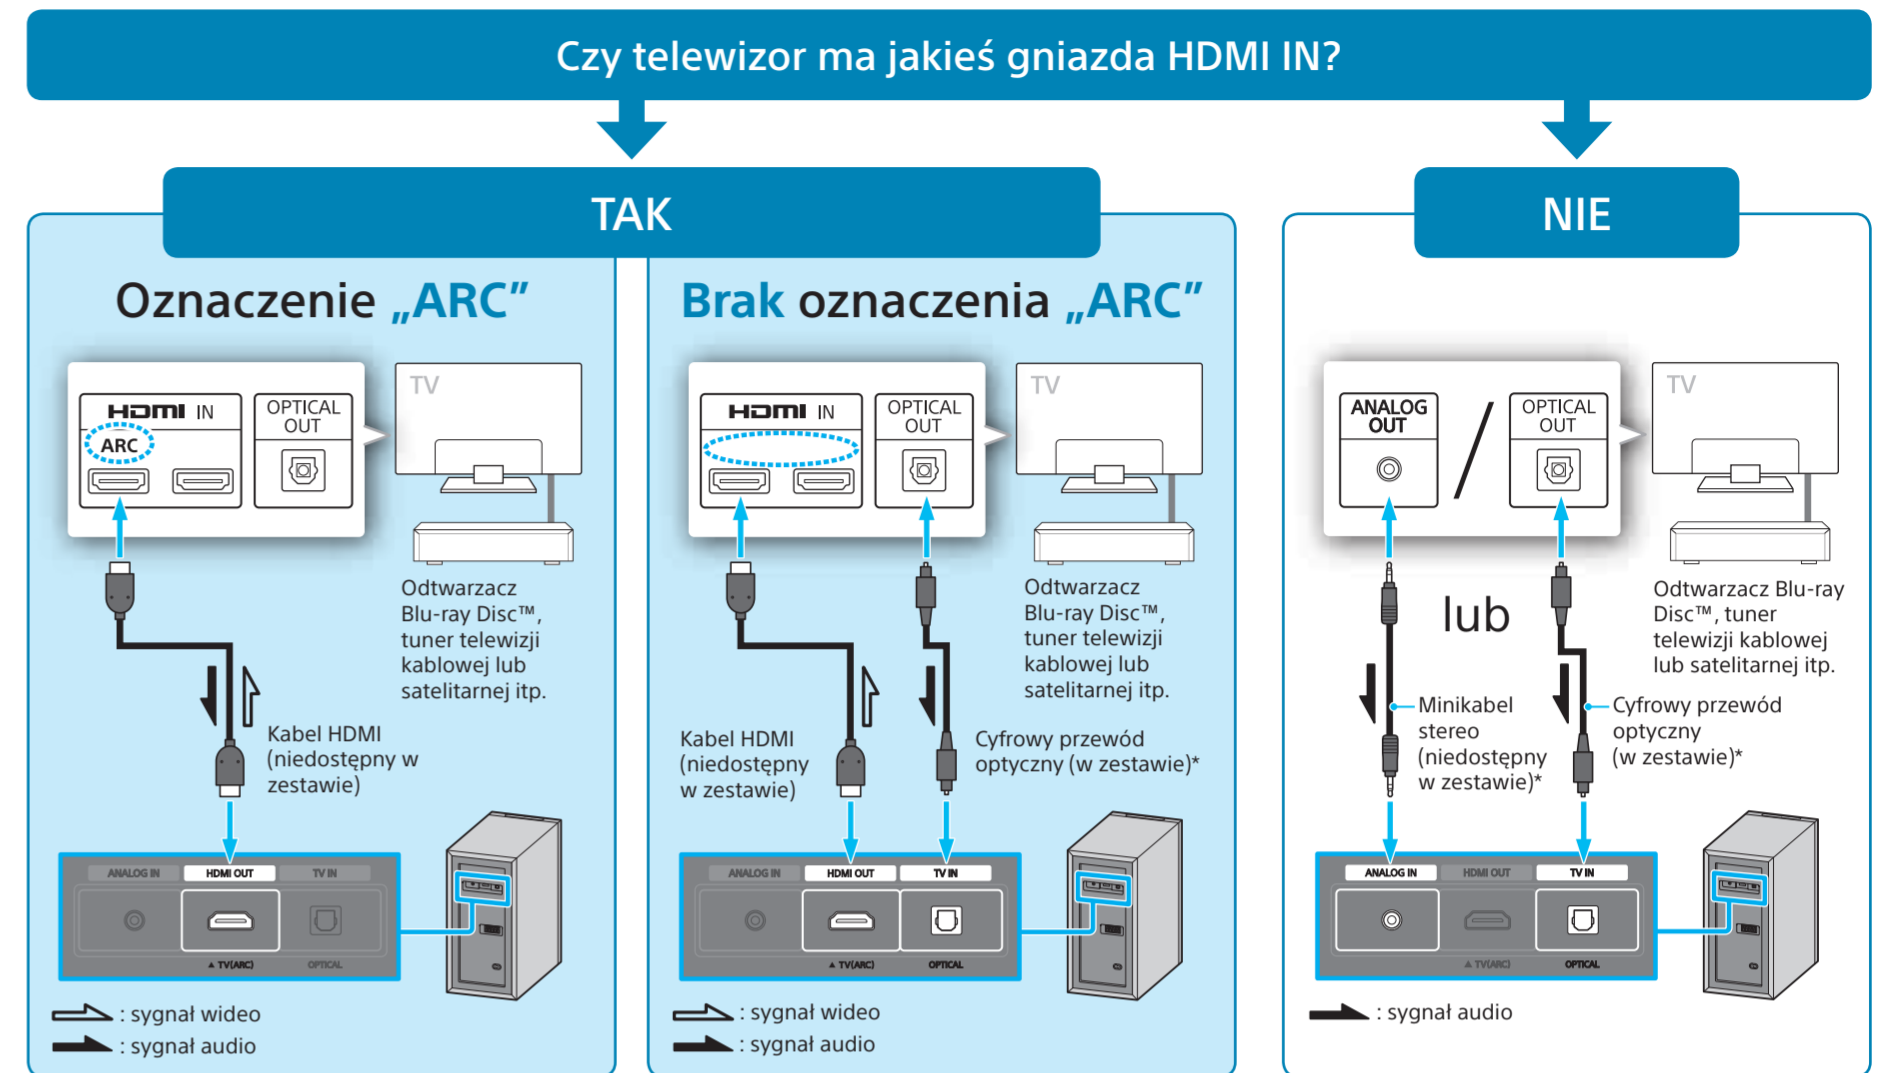 Czy telewizor ma jakieś gniazda HDMI IN?
TAK
Oznaczenie „ARC”
HDMI IN
ARC
OPTICAL
OUT
TV
Odtwarzacz
Blu-ray Disc™,
tuner telewizji
kablowej lub
satelitarnej itp.
Kabel HDMI
(niedostępny w
zestawie)
ANALOG IN
HDMI OUT
TV IN
▲ TV(ARC)
OPTICAL
: sygnał wideo
: sygnał audio
Brak oznaczenia „ARC”
HDMI IN
OPTICAL
OUT
TV
Odtwarzacz
Blu-ray Disc™,
tuner telewizji
kablowej lub
satelitarnej itp.
Kabel HDMI
(niedostępny
w zestawie)
Cyfrowy przewód
optyczny (w zestawie)*
ANALOG IN
HDMI OUT
TV IN
▲ TV(ARC)
OPTICAL
: sygnał wideo
: sygnał audio
NIE
ANALOG
OUT
/
OPTICAL
OUT
TV
lub
Odtwarzacz Blu-ray
Disc™, tuner
telewizji kablowej
lub satelitarnej itp.
Minikabel
stereo
(niedostępny
w zestawie)*
Cyfrowy przewód
optyczny
(w zestawie)*
ANALOG IN
HDMI OUT
TV IN
▲ TV(ARC)
OPTICAL
: sygnał audio